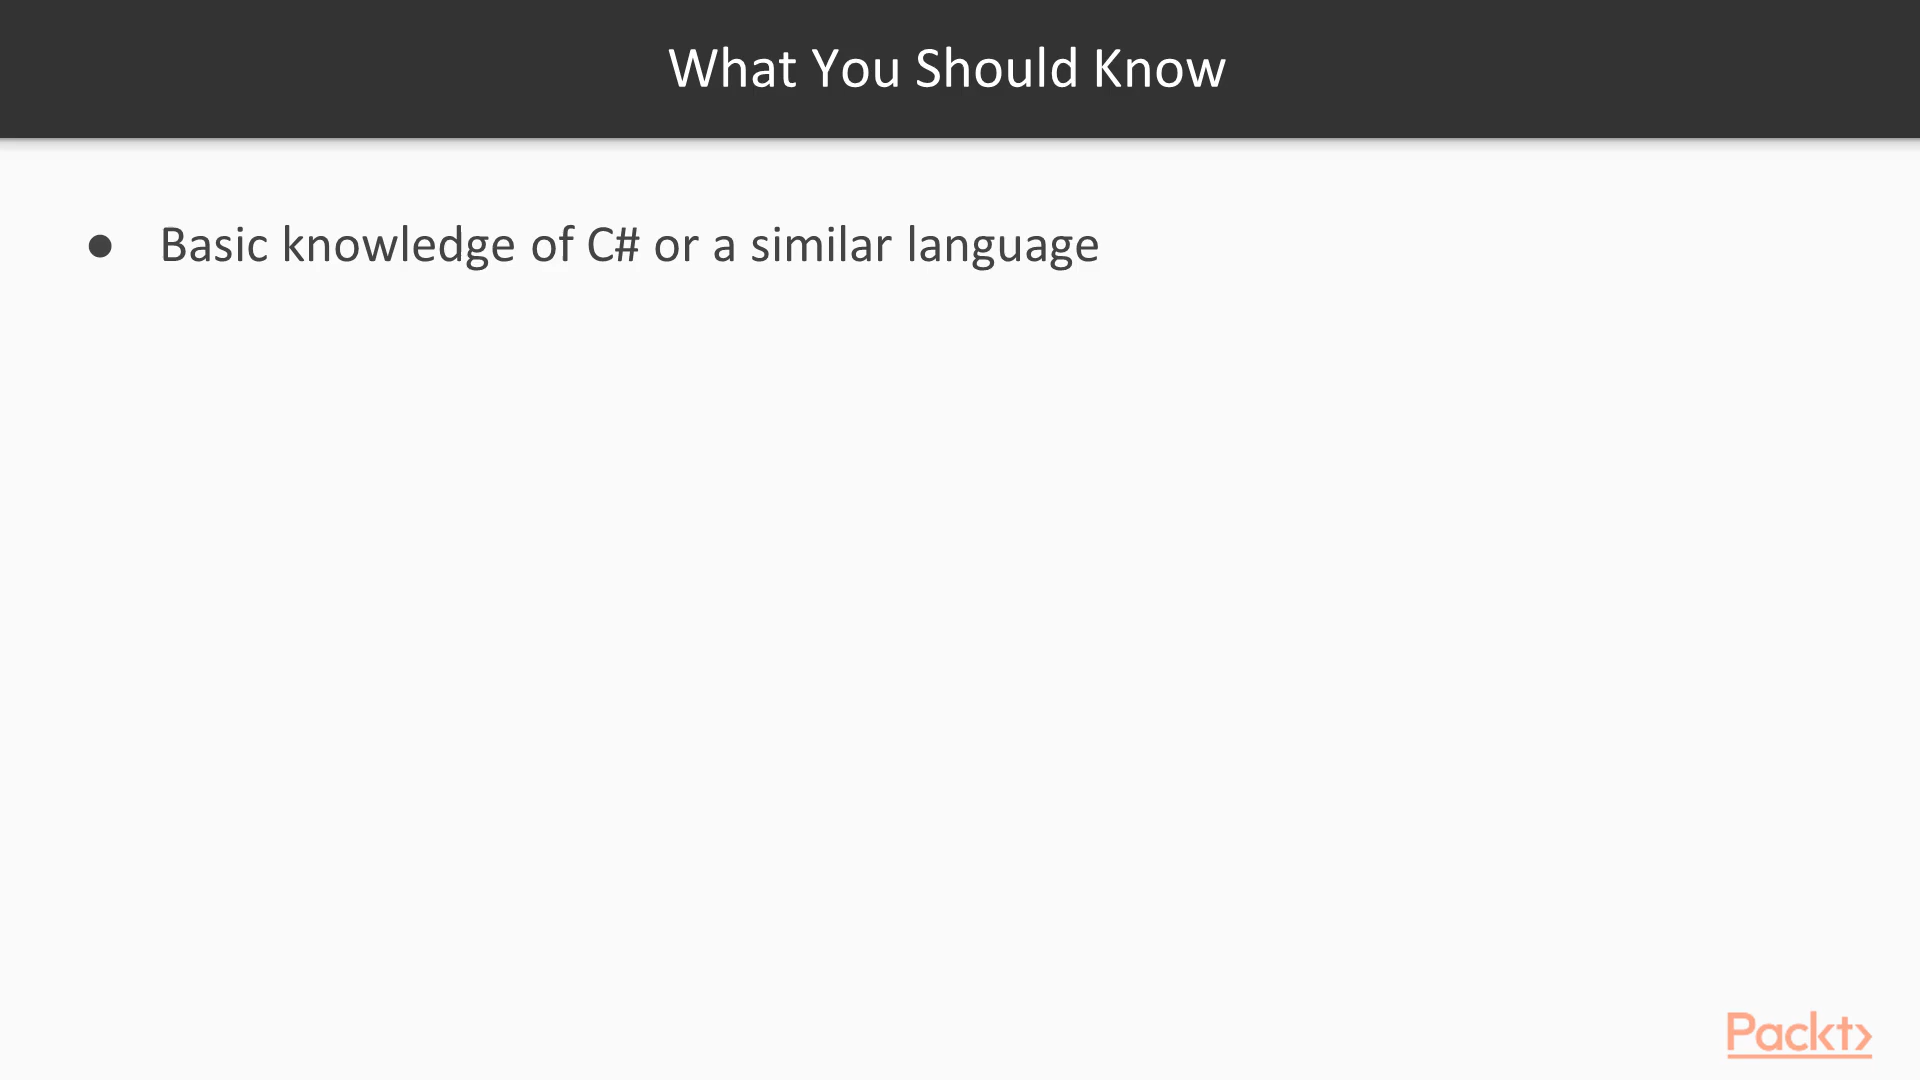 What You Should Know
● Basic knowledge of C# or a similar language
Packt>